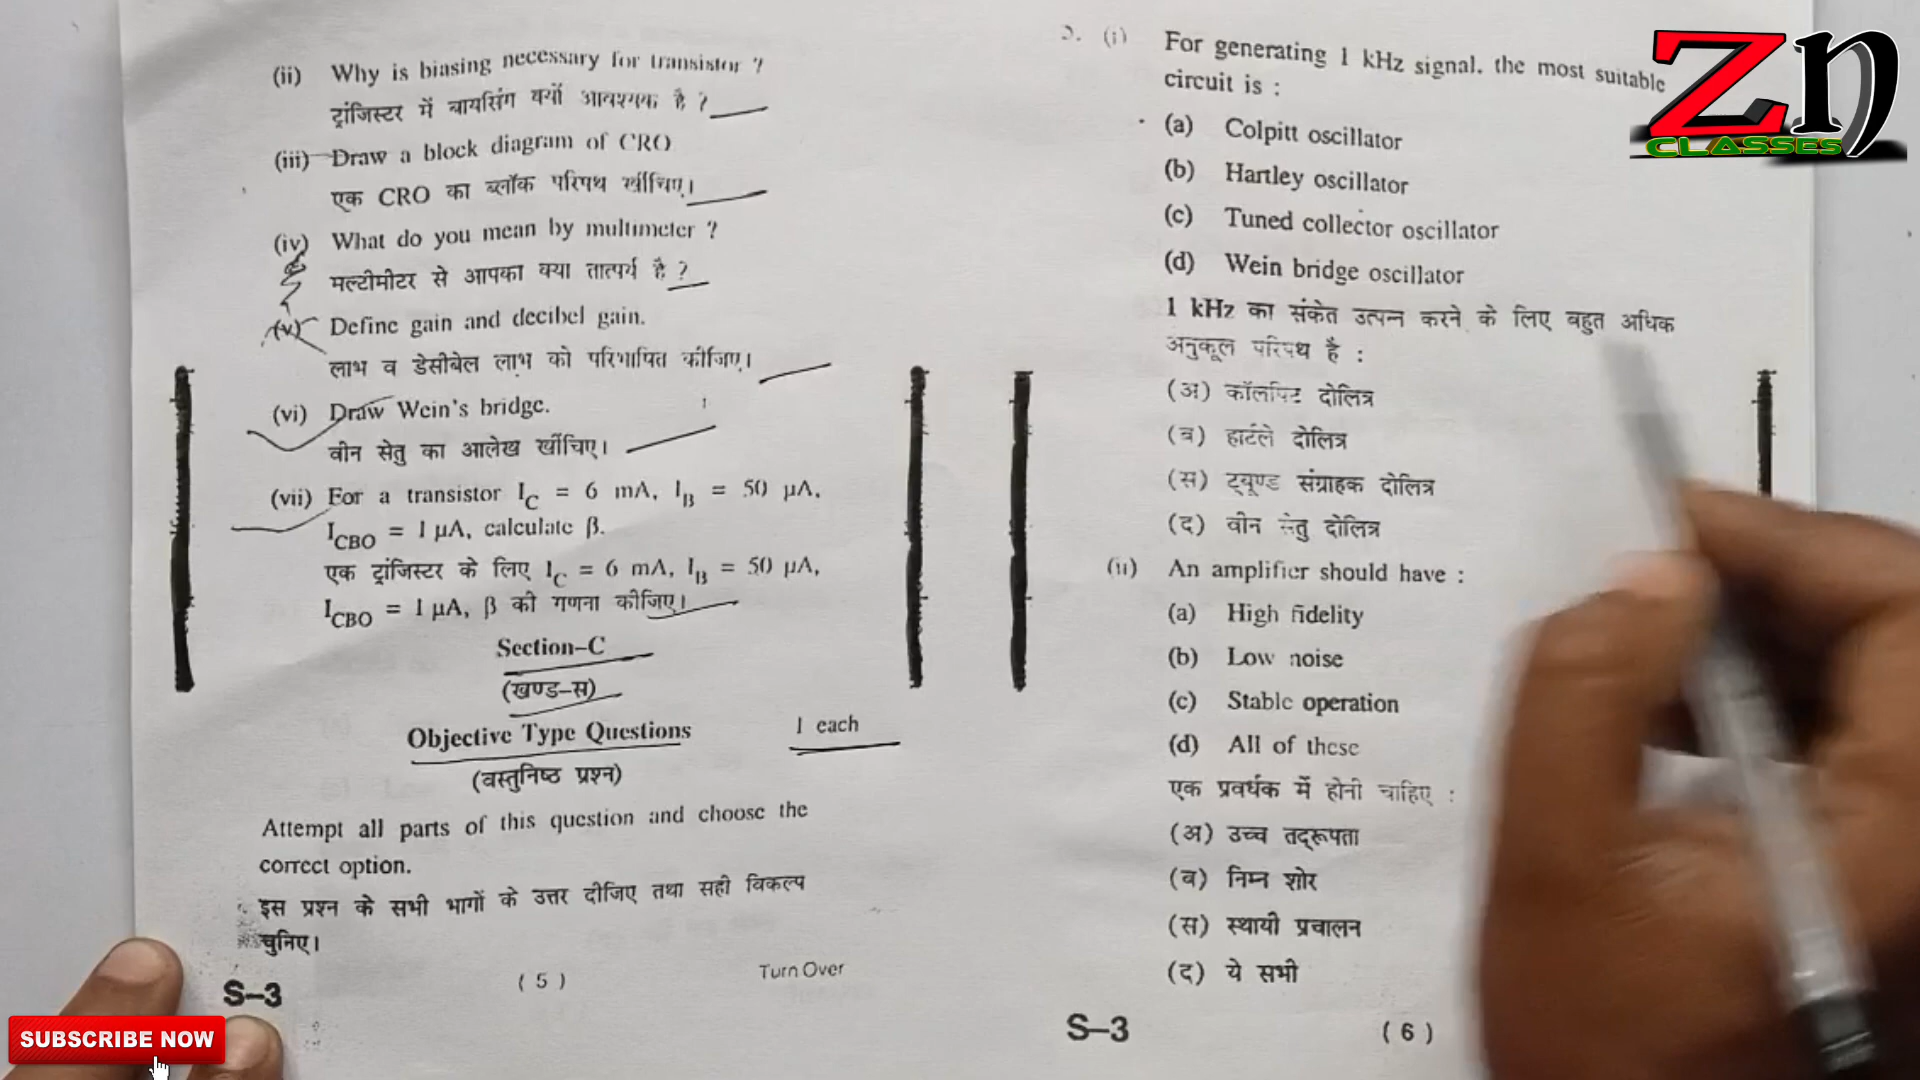 (ii) Why is biasing necessary for transistor ?
ट्रांजिस्टर में बायसिंग क्यों आवश्यक है ?
(iii) Draw a block diagram of CRO
एक CRO का ब्लॉक परिपथ खींचिए।
(iv) What do you mean by multimeter ?
मल्टीमीटर से आपका क्या तात्पर्य है ?
(v) Define gain and decibel gain.
लाभ व डेसीबेल लाभ को परिभाषित कीजिए।
(vi) Draw Wein's bridge.
वीन सेतु का आलेख खींचिए।
(vii) For a transistor I_C = 6 mA, I_B = 50 μA,
I_CBO = 1 μA, calculate β.
एक ट्रांजिस्टर के लिए I_C = 6 mA, I_B = 50 μA,
I_CBO = 1 μA, β की गणना कीजिए।
Section–C
(खण्ड–स)
Objective Type Questions 1 each
(वस्तुनिष्ठ प्रश्न)
Attempt all parts of this question and choose the
correct option.
इस प्रश्न के सभी भागों के उत्तर दीजिए तथा सही विकल्प
चुनिए।
S–3 ( 5 ) Turn Over
(i) For generating 1 kHz signal. the most suitable
circuit is :
(a) Colpitt oscillator
(b) Hartley oscillator
(c) Tuned collector oscillator
(d) Wein bridge oscillator
1 kHz का संकेत उत्पन्न करने के लिए बहुत अधिक
अनुकूल परिपथ है :
(अ) कॉलपिट दोलित्र
(ब) हार्टले दोलित्र
(स) ट्यूण्ड संग्राहक दोलित्र
(द) वीन सेतु दोलित्र
(ii) An amplifier should have :
(a) High fidelity
(b) Low noise
(c) Stable operation
(d) All of these
एक प्रवर्धक में होनी चाहिए :
(अ) उच्च तद्रूपता
(ब) निम्न शोर
(स) स्थायी प्रचालन
(द) ये सभी
S–3 ( 6 )
Zn
CLASSES
SUBSCRIBE NOW